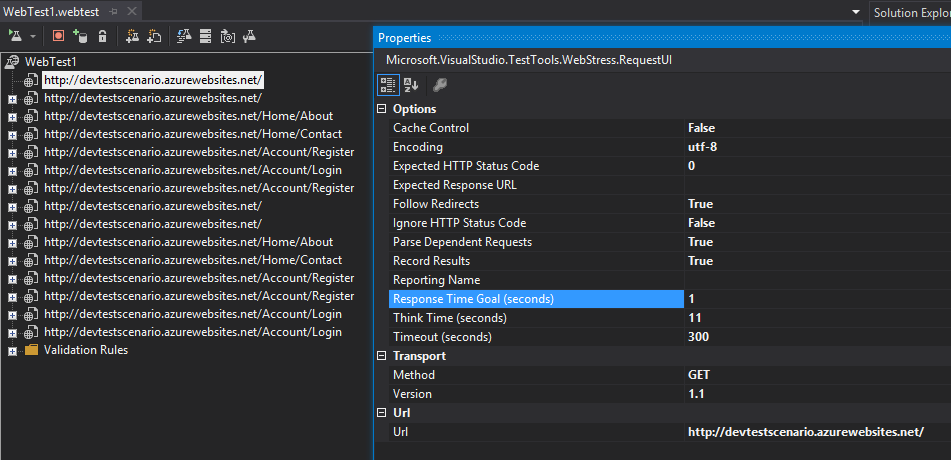 WebTest1.webtest
Solution Explor
WebTest1
http://devtestscenario.azurewebsites.net/
http://devtestscenario.azurewebsites.net/
http://devtestscenario.azurewebsites.net/Home/About
http://devtestscenario.azurewebsites.net/Home/Contact
http://devtestscenario.azurewebsites.net/Account/Register
http://devtestscenario.azurewebsites.net/Account/Login
http://devtestscenario.azurewebsites.net/Account/Register
http://devtestscenario.azurewebsites.net/
http://devtestscenario.azurewebsites.net/
http://devtestscenario.azurewebsites.net/Home/About
http://devtestscenario.azurewebsites.net/Home/Contact
http://devtestscenario.azurewebsites.net/Account/Register
http://devtestscenario.azurewebsites.net/Account/Register
http://devtestscenario.azurewebsites.net/Account/Login
http://devtestscenario.azurewebsites.net/Account/Login
Validation Rules
Properties
Microsoft.VisualStudio.TestTools.WebStress.RequestUI
Options
Cache Control False
Encoding utf-8
Expected HTTP Status Code 0
Expected Response URL
Follow Redirects True
Ignore HTTP Status Code False
Parse Dependent Requests True
Record Results True
Reporting Name
Response Time Goal (seconds) 1
Think Time (seconds) 11
Timeout (seconds) 300
Transport
Method GET
Version 1.1
Url
Url http://devtestscenario.azurewebsites.net/